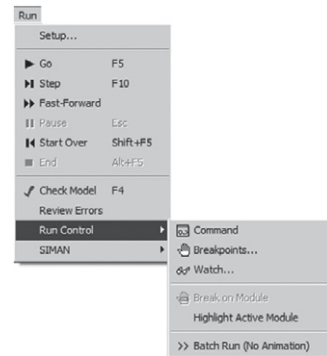 Run
Setup...
Go F5
Step F10
Fast-Forward
Pause Esc
Start Over Shift+F5
End Alt+F5
Check Model F4
Review Errors
Run Control
SIMAN
Command
Breakpoints...
Watch...
Break on Module
Highlight Active Module
Batch Run (No Animation)